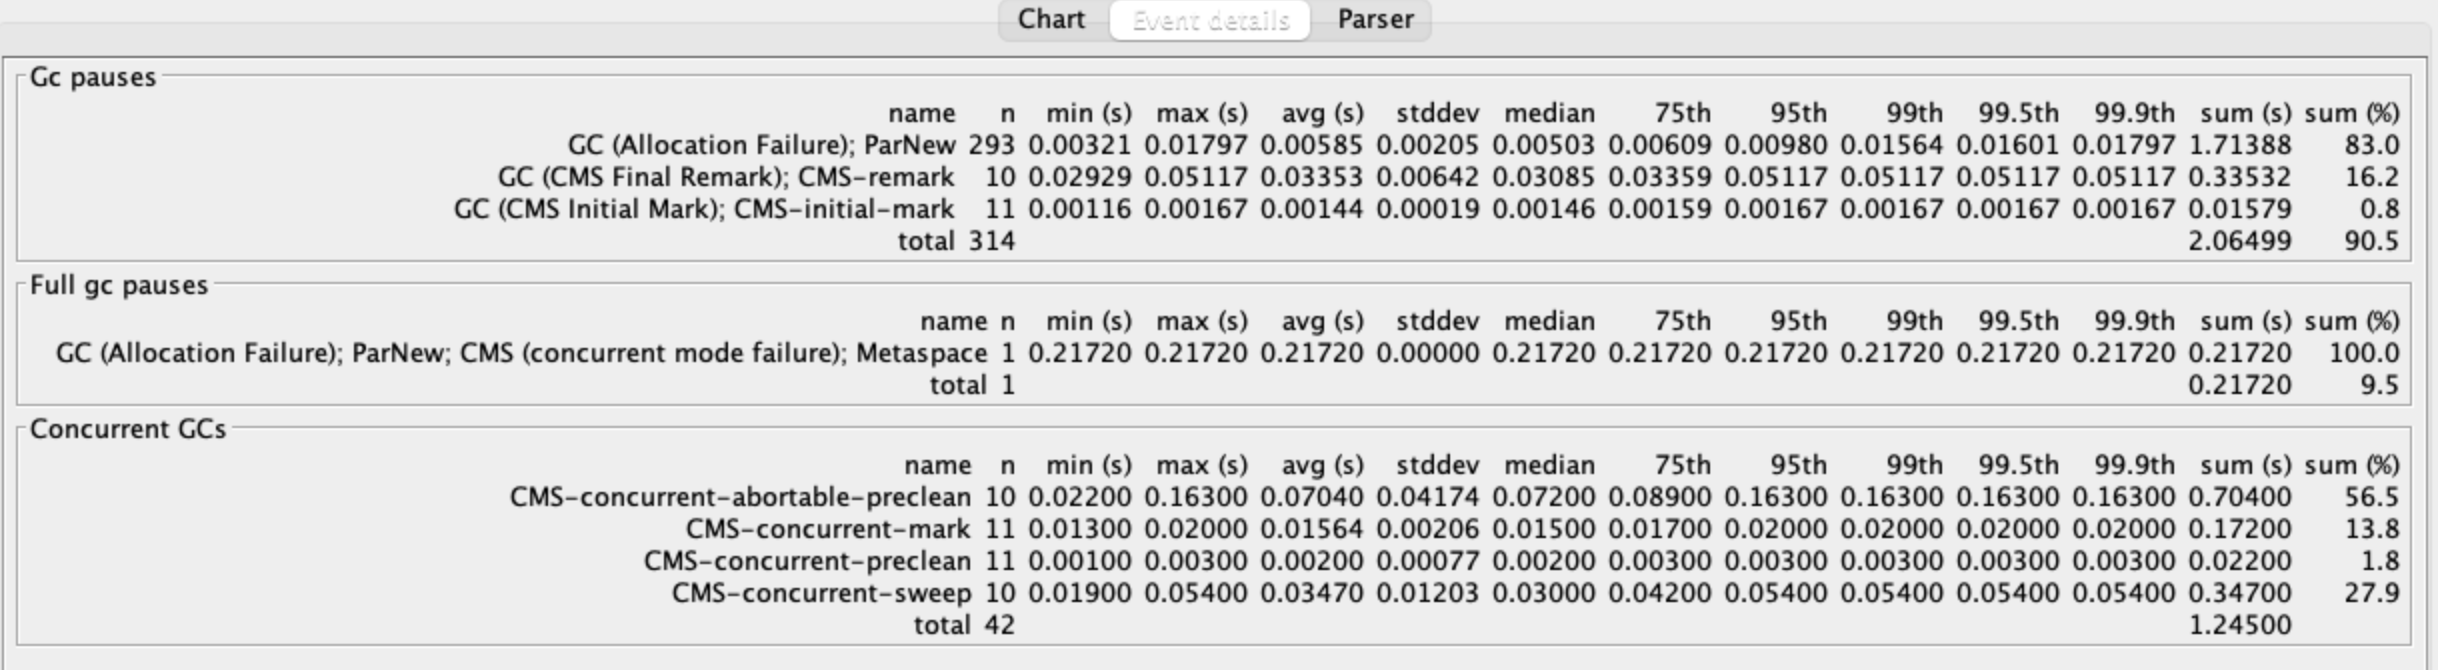 Chart Event details Parser
Gc pauses
name n min (s) max (s) avg (s) stddev median 75th 95th 99th 99.5th 99.9th sum (s) sum (%)
GC (Allocation Failure); ParNew 293 0.00321 0.01797 0.00585 0.00205 0.00503 0.00609 0.00980 0.01564 0.01601 0.01797 1.71388 83.0
GC (CMS Final Remark); CMS-remark 10 0.02929 0.05117 0.03353 0.00642 0.03085 0.03359 0.05117 0.05117 0.05117 0.05117 0.33532 16.2
GC (CMS Initial Mark); CMS-initial-mark 11 0.00116 0.00167 0.00144 0.00019 0.00146 0.00159 0.00167 0.00167 0.00167 0.00167 0.01579 0.8
total 314 2.06499 90.5
Full gc pauses
name n min (s) max (s) avg (s) stddev median 75th 95th 99th 99.5th 99.9th sum (s) sum (%)
GC (Allocation Failure); ParNew; CMS (concurrent mode failure); Metaspace 1 0.21720 0.21720 0.21720 0.00000 0.21720 0.21720 0.21720 0.21720 0.21720 0.21720 0.21720 100.0
total 1 0.21720 9.5
Concurrent GCs
name n min (s) max (s) avg (s) stddev median 75th 95th 99th 99.5th 99.9th sum (s) sum (%)
CMS-concurrent-abortable-preclean 10 0.02200 0.16300 0.07040 0.04174 0.07200 0.08900 0.16300 0.16300 0.16300 0.16300 0.70400 56.5
CMS-concurrent-mark 11 0.01300 0.02000 0.01564 0.00206 0.01500 0.01700 0.02000 0.02000 0.02000 0.02000 0.17200 13.8
CMS-concurrent-preclean 11 0.00100 0.00300 0.00200 0.00077 0.00200 0.00300 0.00300 0.00300 0.00300 0.00300 0.02200 1.8
CMS-concurrent-sweep 10 0.01900 0.05400 0.03470 0.01203 0.03000 0.04200 0.05400 0.05400 0.05400 0.05400 0.34700 27.9
total 42 1.24500